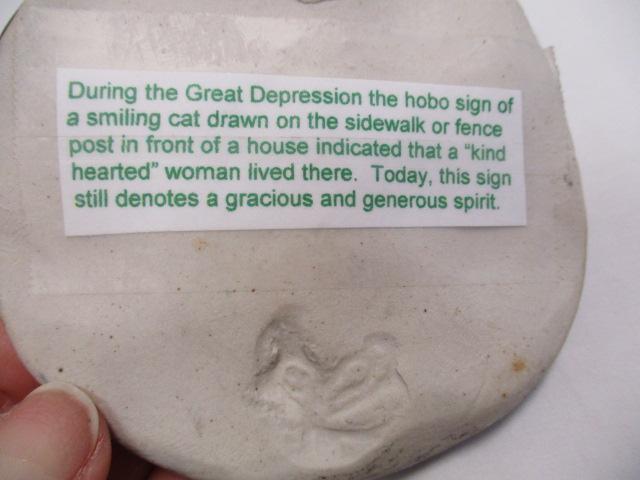 During the Great Depression the hobo sign of
a smiling cat drawn on the sidewalk or fence
post in front of a house indicated that a "kind
hearted" woman lived there. Today, this sign
still denotes a gracious and generous spirit.